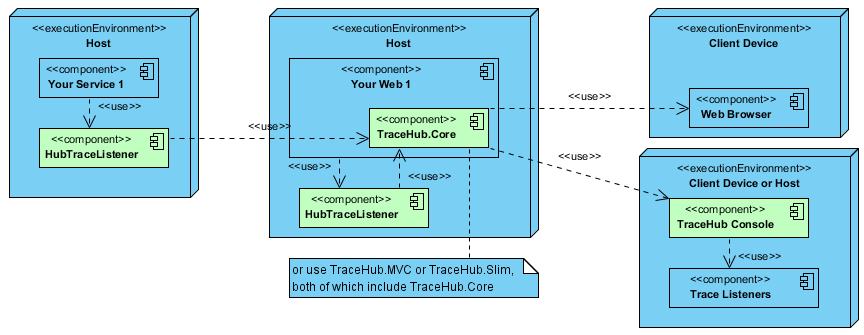 <<executionEnvironment>>
Host
<<component>>
Your Service 1
<<use>>
<<component>>
HubTraceListener
<<use>>
<<executionEnvironment>>
Host
<<component>>
Your Web 1
<<component>>
TraceHub.Core
<<use>>
<<use>>
<<component>>
HubTraceListener
or use TraceHub.MVC or TraceHub.Slim,
both of which include TraceHub.Core
<<use>>
<<use>>
<<executionEnvironment>>
Client Device
<<component>>
Web Browser
<<executionEnvironment>>
Client Device or Host
<<component>>
TraceHub Console
<<use>>
<<component>>
Trace Listeners